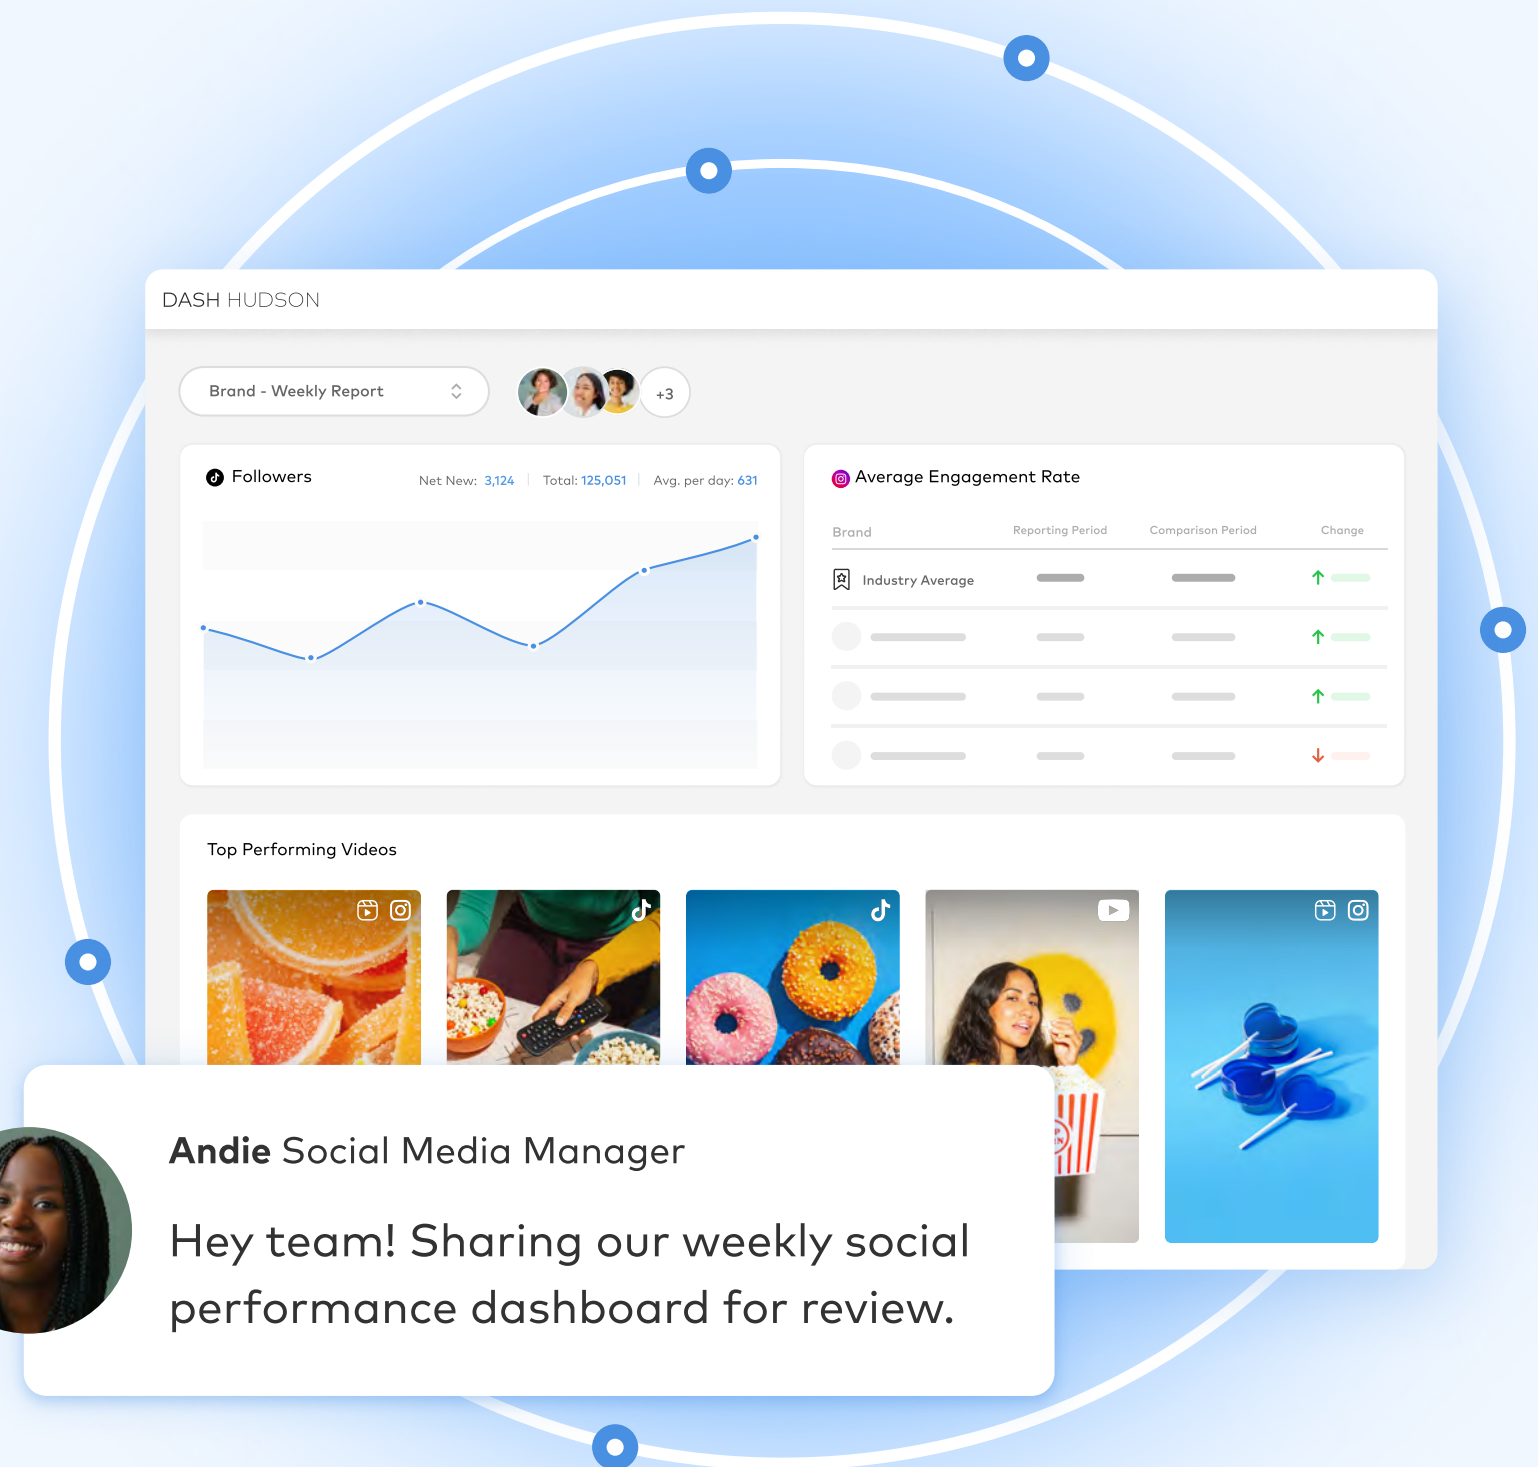 DASH HUDSON
Brand - Weekly Report
+3
Followers
Net New: 3,124
Total: 125,051
Avg. per day: 631
Average Engagement Rate
Brand
Reporting Period
Comparison Period
Change
Industry Average
Top Performing Videos
Andie Social Media Manager
Hey team! Sharing our weekly social
performance dashboard for review.